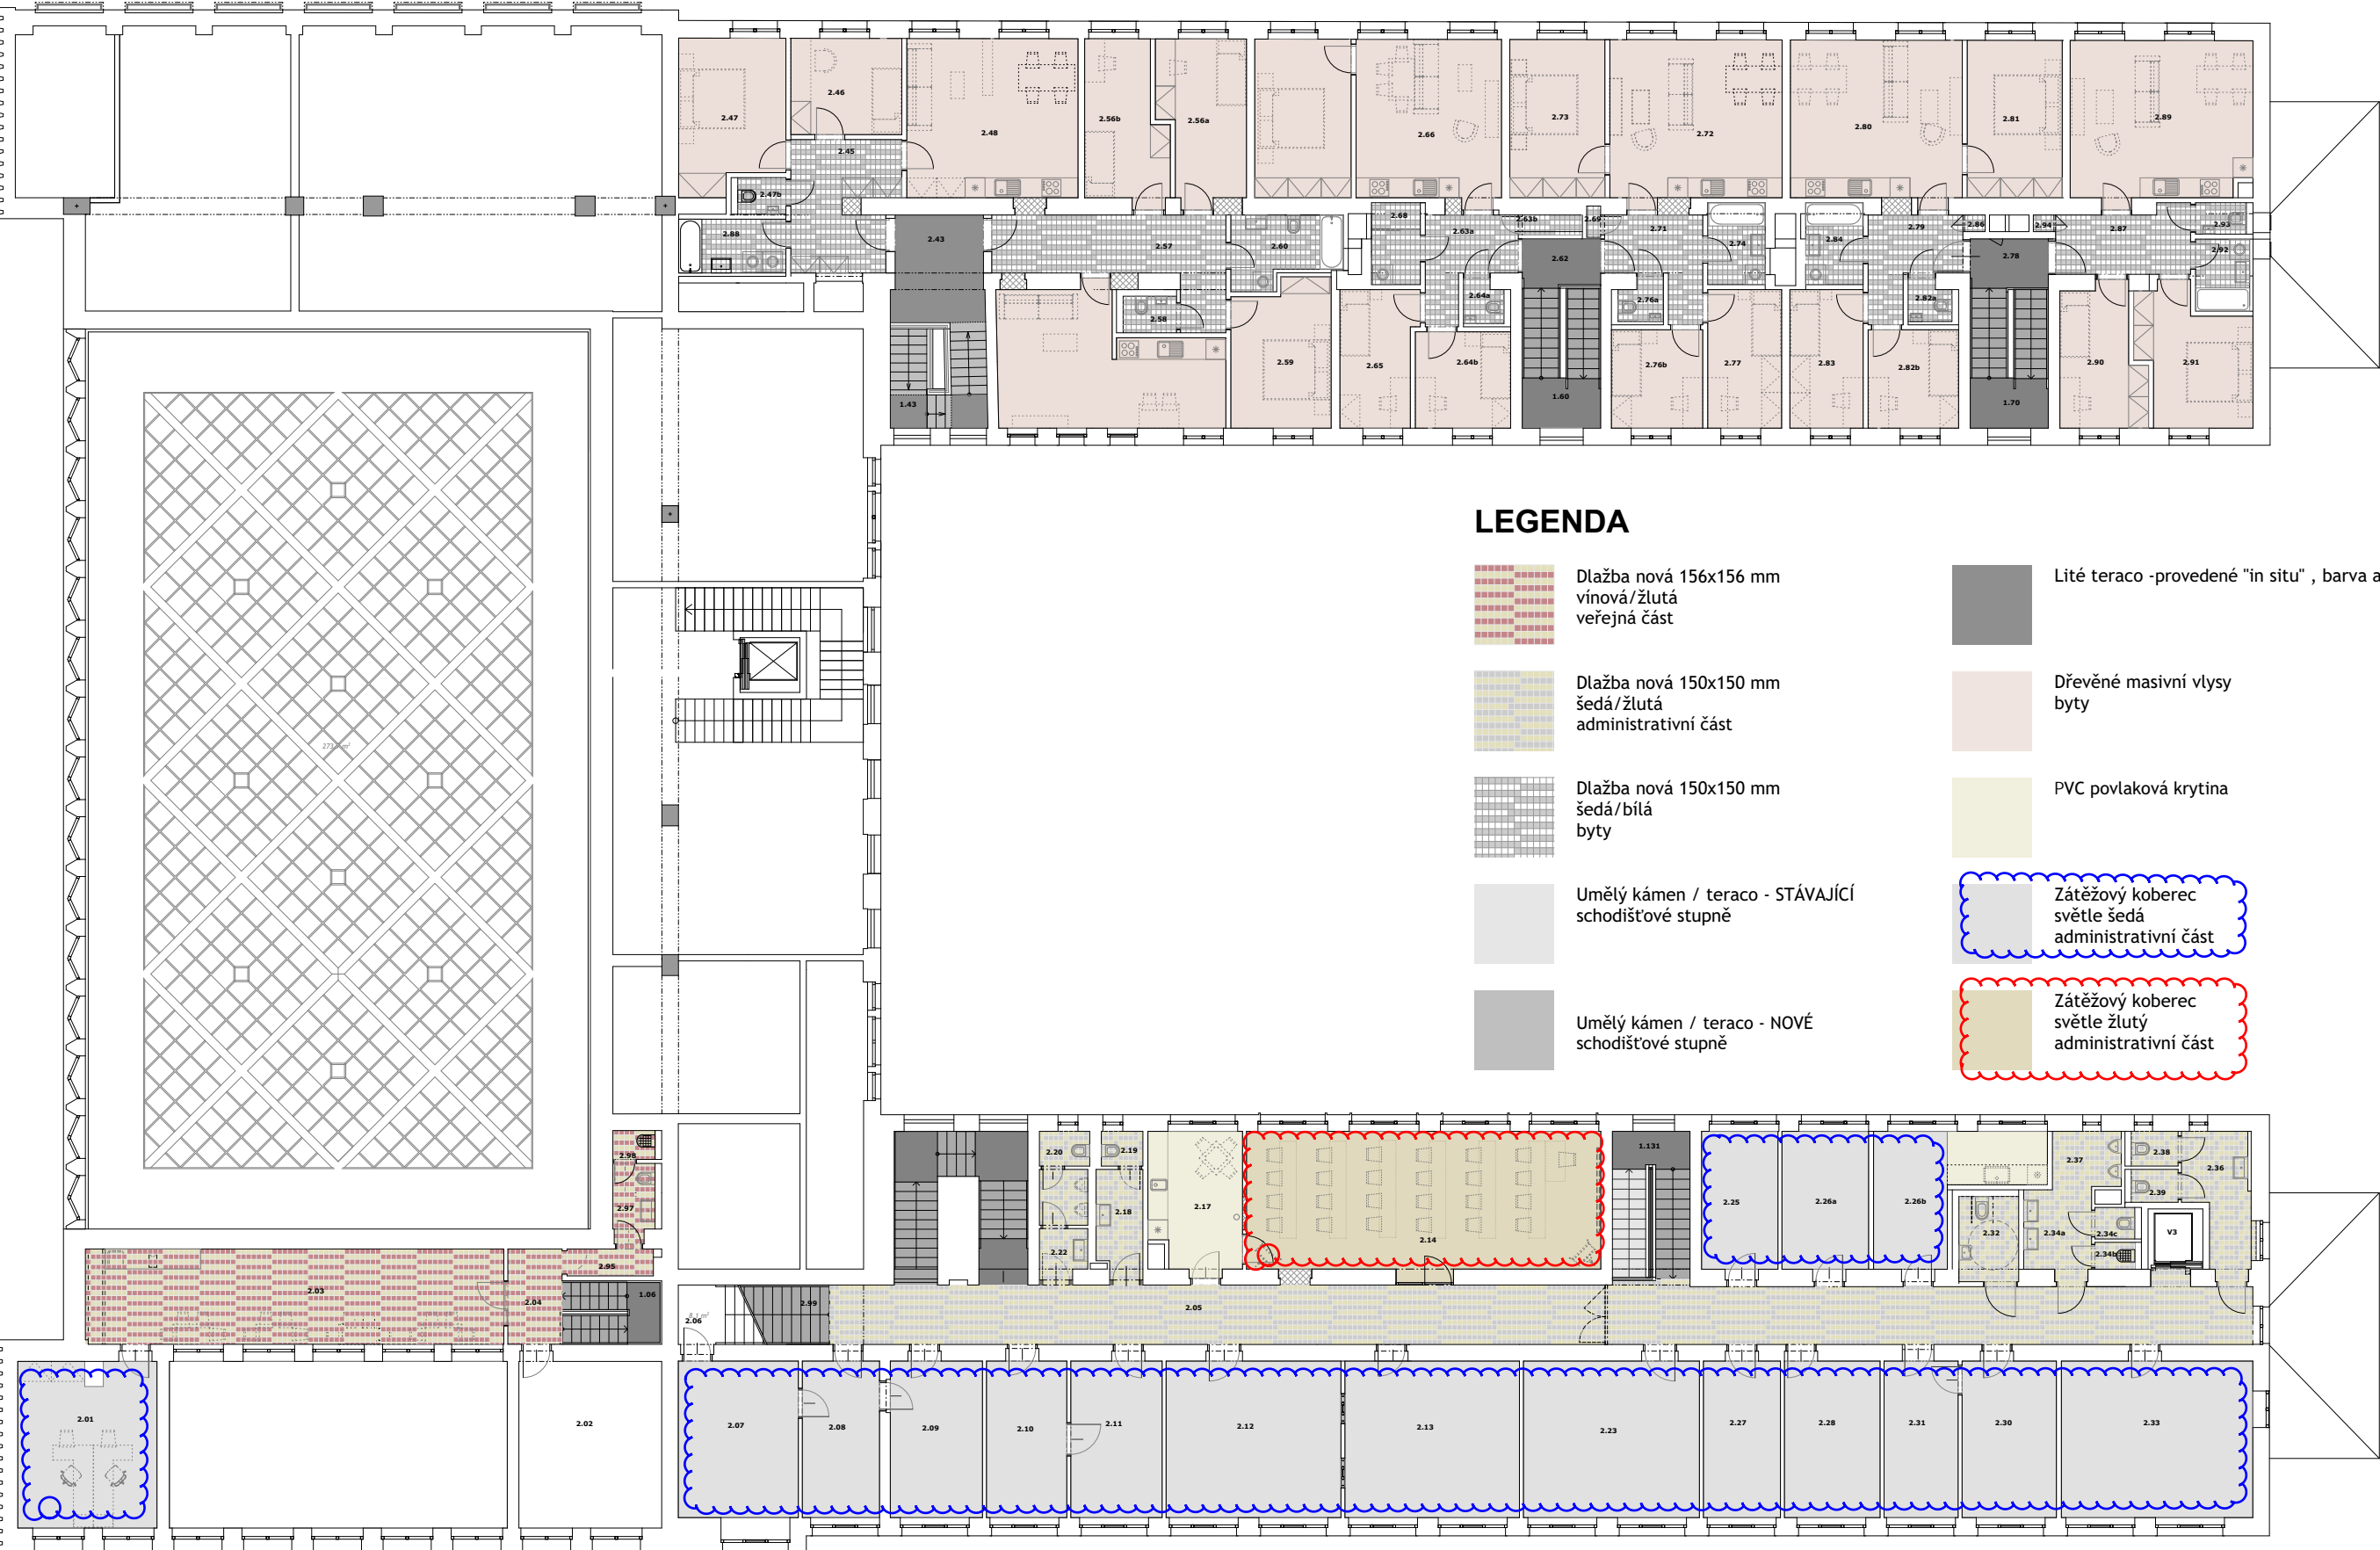 2.47
2.46
2.45
2.47b
2.48
2.56b
2.56a
2.66
2.73
2.72
2.80
2.81
2.89
2.88
2.43
2.57
2.60
2.68
2.63a
2.63b
2.69
2.71
2.74
2.84
2.79
2.86
2.94
2.87
2.93
2.92
2.62
2.78
2.58
2.64a
2.76a
2.82a
2.59
2.65
2.64b
2.76b
2.77
2.83
2.82b
2.90
2.91
1.43
1.60
1.70
LEGENDA
Dlažba nová 156x156 mm
vínová/žlutá
veřejná část
Dlažba nová 150x150 mm
šedá/žlutá
administrativní část
Dlažba nová 150x150 mm
šedá/bílá
byty
Umělý kámen / teraco - STÁVAJÍCÍ
schodišťové stupně
Umělý kámen / teraco - NOVÉ
schodišťové stupně
Lité teraco -provedené "in situ" , barva a
Dřevěné masivní vlysy
byty
PVC povlaková krytina
Zátěžový koberec
světle šedá
administrativní část
Zátěžový koberec
světle žlutý
administrativní část
2.98
2.97
2.95
2.03
2.04
1.06
2.06
2.99
2.05
2.20
2.19
2.18
2.22
2.17
2.14
1.131
2.25
2.26a
2.26b
2.37
2.38
2.36
2.39
2.32
2.34a
2.34c
2.34b
V3
2.01
2.02
2.07
2.08
2.09
2.10
2.11
2.12
2.13
2.23
2.27
2.28
2.31
2.30
2.33